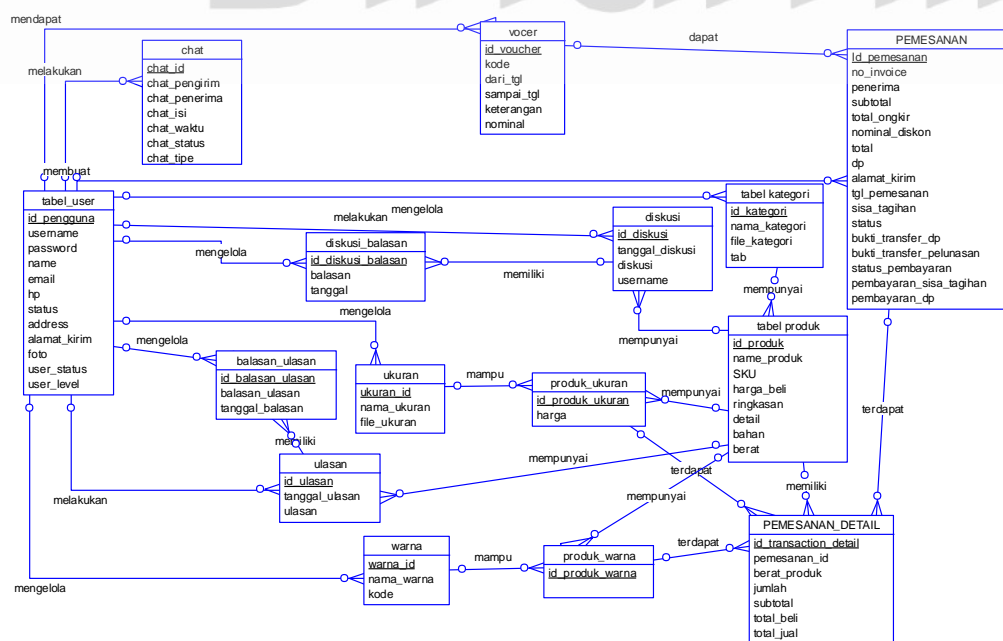 mendapat
vocer
id_voucher
kode
dari_tgl
sampai_tgl
keterangan
nominal
dapat
PEMESANAN
Id_pemesanan
no_invoice
penerima
subtotal
total_ongkir
nominal_diskon
total
dp
alamat_kirim
tgl_pemesanan
sisa_tagihan
status
bukti_transfer_dp
bukti_transfer_pelunasan
status_pembayaran
pembayaran_sisa_tagihan
pembayaran_dp
chat
chat_id
chat_pengirim
chat_penerima
chat_isi
chat_waktu
chat_status
chat_tipe
melakukan
membuat
tabel_user
id_pengguna
username
password
name
email
hp
status
address
alamat_kirim
foto
user_status
user_level
mengelola
melakukan
mengelola
diskusi_balasan
id_diskusi_balasan
balasan
tanggal
memiliki
diskusi
id_diskusi
tanggal_diskusi
diskusi
username
tabel kategori
id_kategori
nama_kategori
file_kategori
tab
mempunyai
mengelola
mempunyai
tabel produk
id_produk
name_produk
SKU
harga_beli
ringkasan
detail
bahan
berat
mengelola
balasan_ulasan
id_balasan_ulasan
balasan_ulasan
tanggal_balasan
ukuran
ukuran_id
nama_ukuran
file_ukuran
mampu
produk_ukuran
id_produk_ukuran
harga
mempunyai
terdapat
memiliki
ulasan
id_ulasan
tanggal_ulasan
ulasan
melakukan
mempunyai
terdapat
mempunyai
memiliki
warna
warna_id
nama_warna
kode
mampu
produk_warna
id_produk_warna
terdapat
PEMESANAN_DETAIL
id_transaction_detail
pemesanan_id
berat_produk
jumlah
subtotal
total_beli
total_jual
mengelola